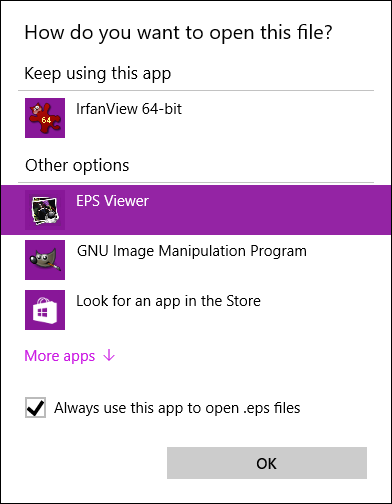 How do you want to open this file?
Keep using this app
64
IrfanView 64-bit
Other options
EPS Viewer
GNU Image Manipulation Program
Look for an app in the Store
More apps ↓
Always use this app to open .eps files
OK